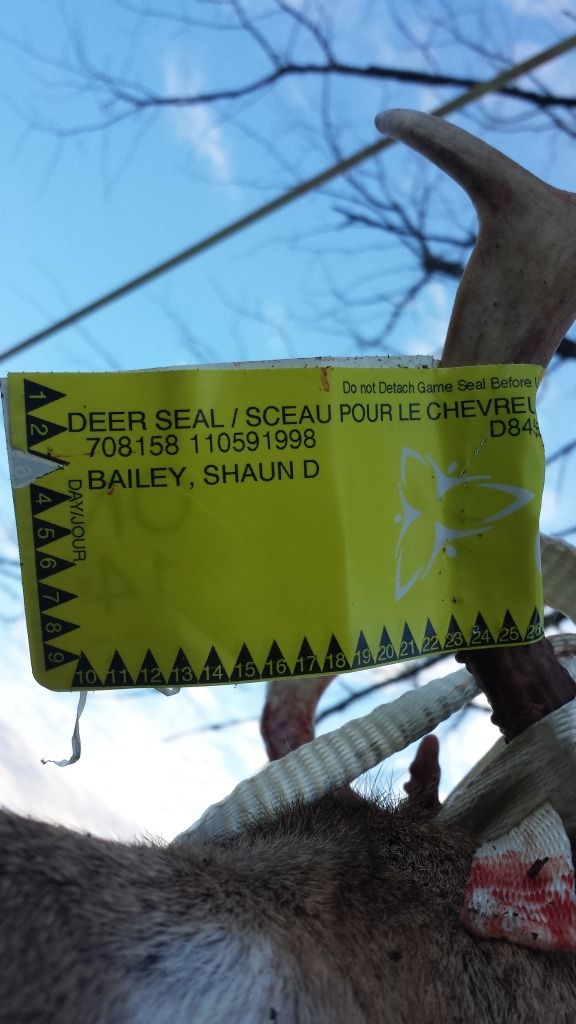 Do not Detach Game Seal Before
DEER SEAL / SCEAU POUR LE CHEVREU
708158 110591998
D84
BAILEY, SHAUN D
DAY/JOUR
1
2
4
5
6
7
8
9
10 11 12 13 14 15 16 17 18 19 20 21 22 23 24 25 26